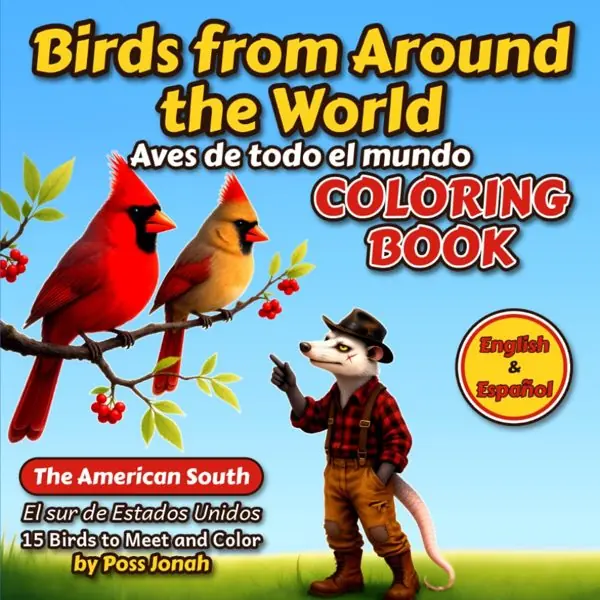 Birds from Around
the World
Aves de todo el mundo
COLORING
BOOK
English
&
Español
The American South
El sur de Estados Unidos
15 Birds to Meet and Color
by Poss Jonah